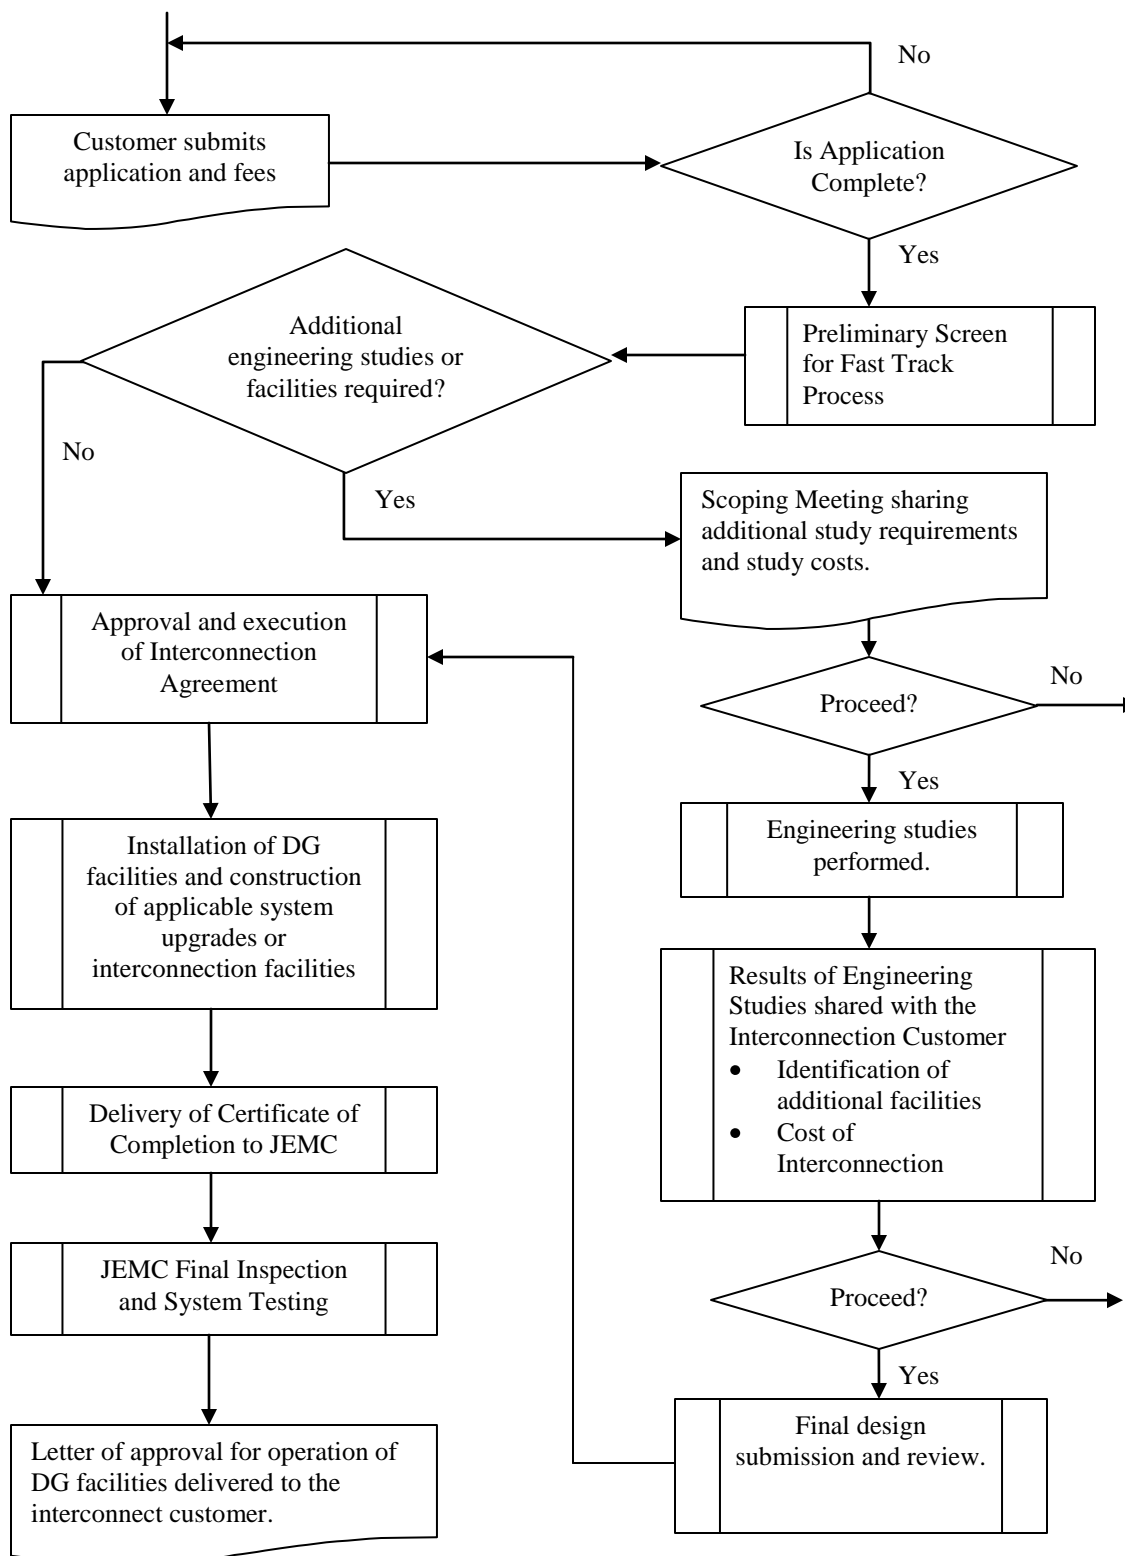 No
Customer submits
application and fees
Is Application
Complete?
Yes
Preliminary Screen
for Fast Track
Process
Additional
engineering studies or
facilities required?
No
Yes
Scoping Meeting sharing
additional study requirements
and study costs.
Approval and execution
of Interconnection
Agreement
No
Proceed?
Yes
Engineering studies
performed.
Installation of DG
facilities and construction
of applicable system
upgrades or
interconnection facilities
Results of Engineering
Studies shared with the
Interconnection Customer
• Identification of
additional facilities
• Cost of
Interconnection
Delivery of Certificate of
Completion to JEMC
JEMC Final Inspection
and System Testing
No
Proceed?
Yes
Final design
submission and review.
Letter of approval for operation of
DG facilities delivered to the
interconnect customer.